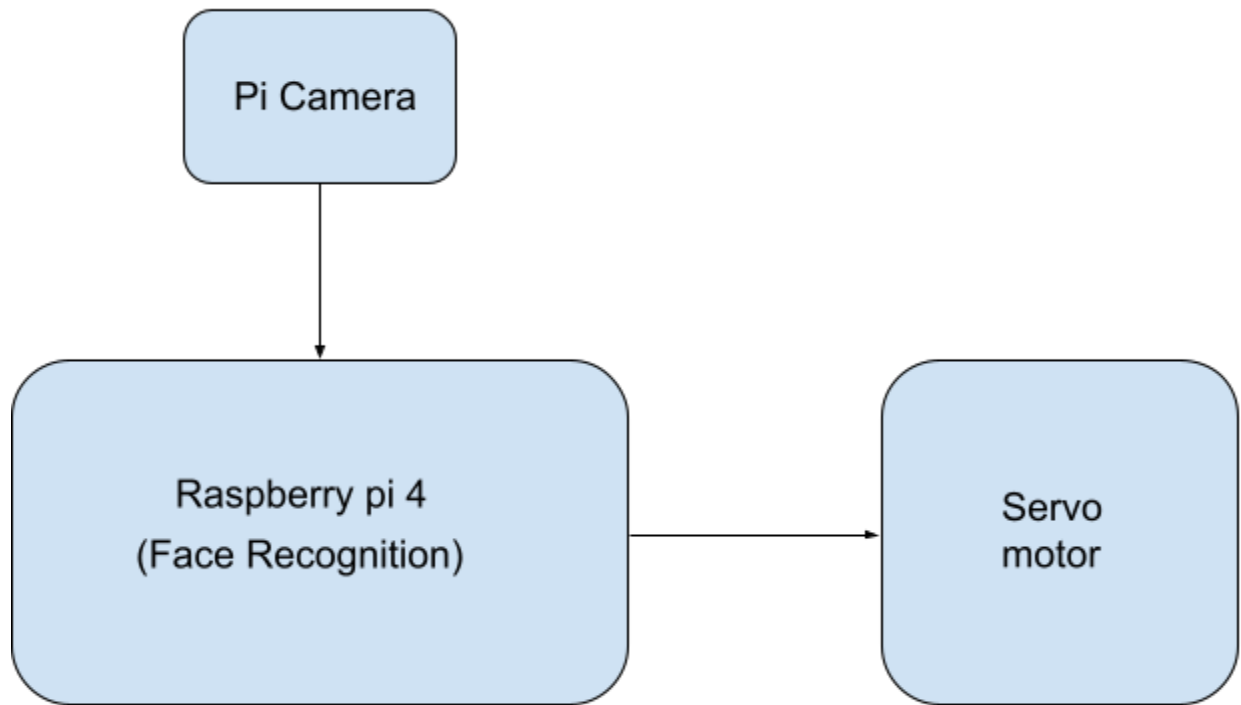 Pi Camera
Raspberry pi 4
(Face Recognition)
Servo
motor